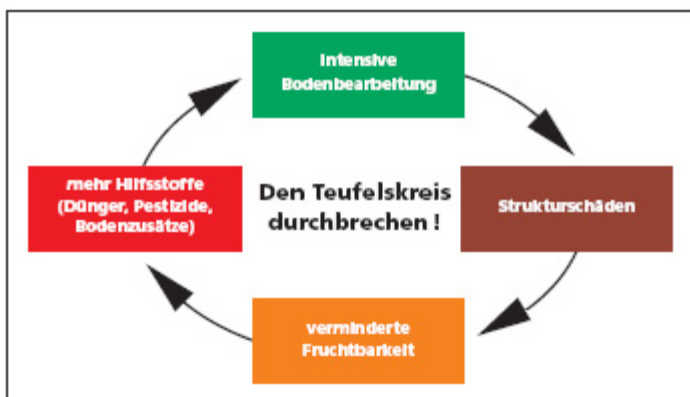 Intensive
Bodenbearbeitung
mehr Hilfsstoffe
(Dünger, Pestizide,
Bodenzusätze)
Den Teufelskreis
durchbrechen !
Strukturschäden
verminderte
Fruchtbarkeit